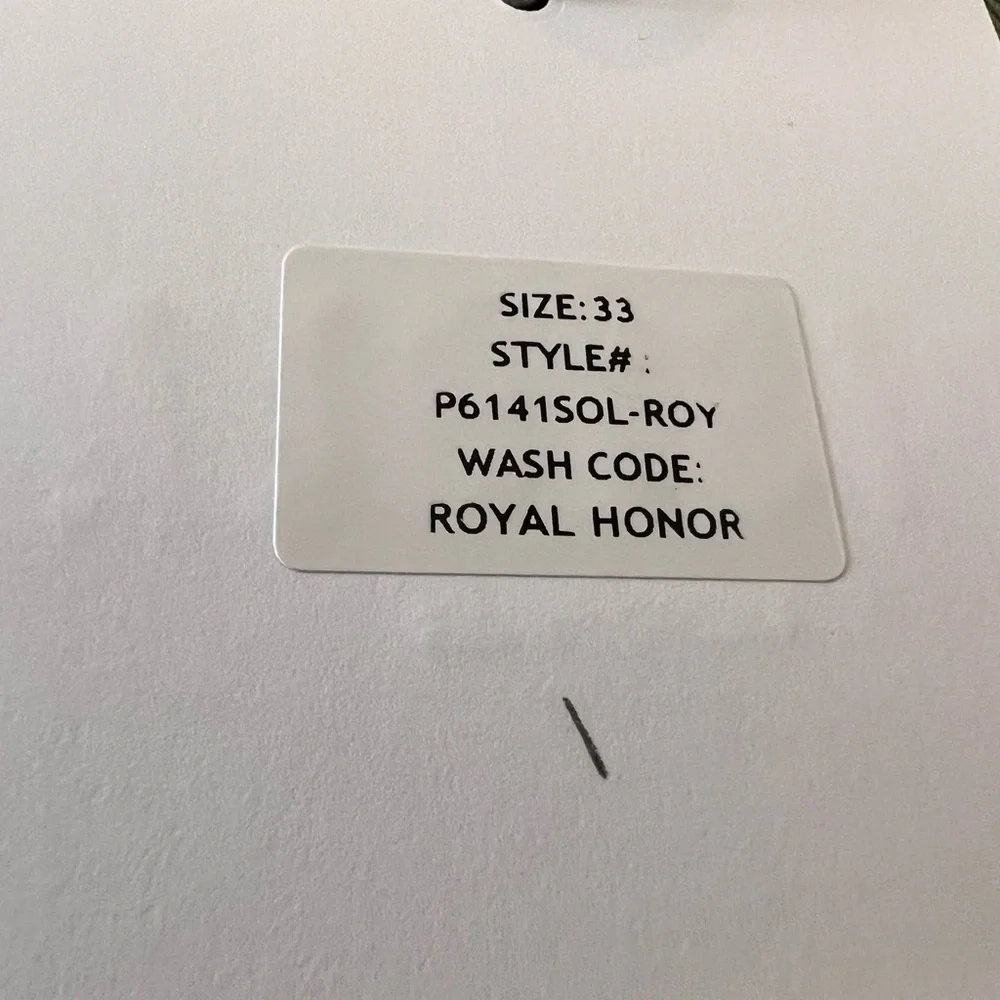 SIZE:33
STYLE# :
P6141SOL-ROY
WASH CODE:
ROYAL HONOR